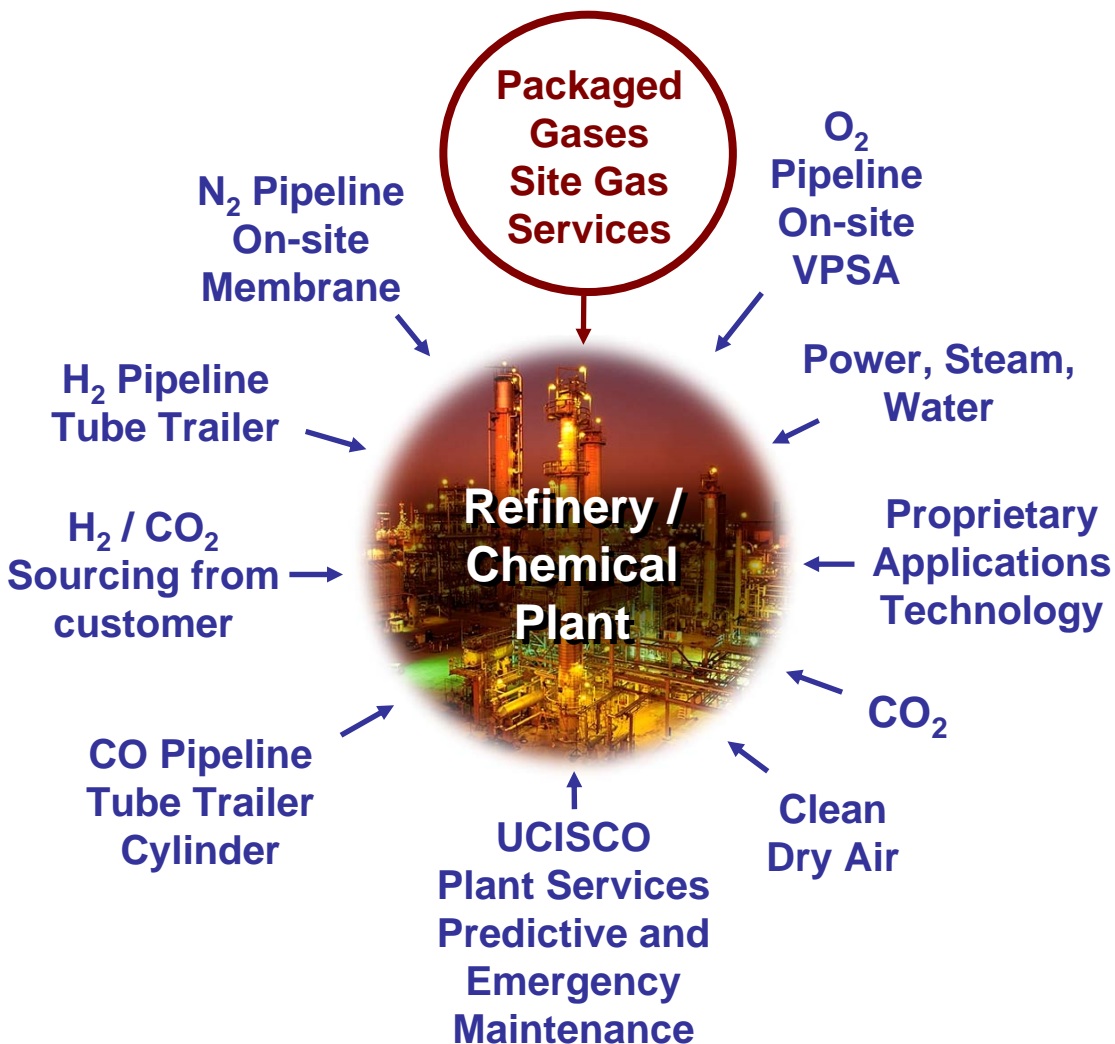 Packaged
Gases
Site Gas
Services
O₂
Pipeline
On-site
VPSA
Power, Steam,
Water
Proprietary
Applications
Technology
CO₂
Clean
Dry Air
UCISCO
Plant Services
Predictive and
Emergency
Maintenance
CO Pipeline
Tube Trailer
Cylinder
H₂ / CO₂
Sourcing from
customer
H₂ Pipeline
Tube Trailer
N₂ Pipeline
On-site
Membrane
Refinery /
Chemical
Plant